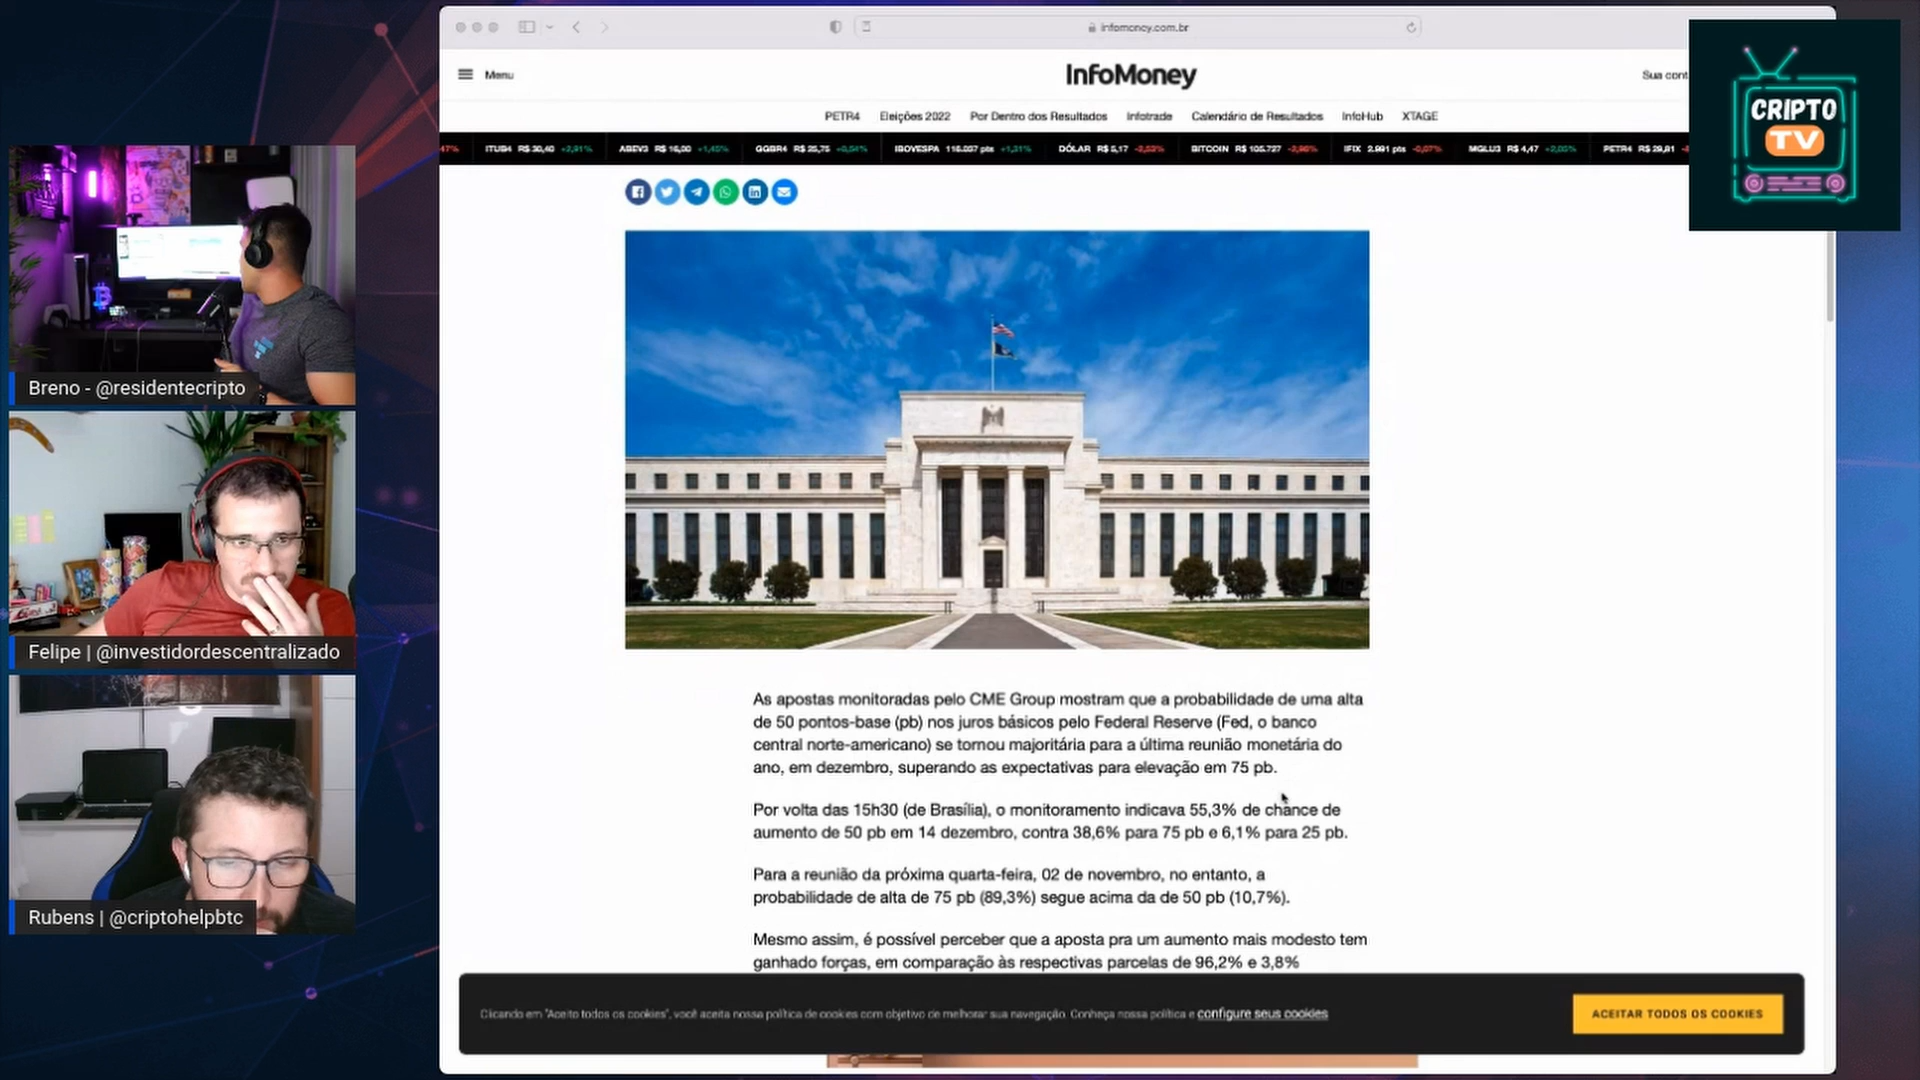 infomoney.com.br
Menu
InfoMoney
Sua cont
PETR4 Eleições 2022 Por Dentro dos Resultados Infotrade Calendário de Resultados InfoHub XTAGE
47% ITUB4 R$ 30,40 +2,91% ABEV3 R$ 16,00 +1,45% GGBR4 R$ 25,75 +0,54% IBOVESPA 116.037 pts +1,31% DÓLAR R$ 5,17 BITCOIN R$ 105.727 IFIX 2.991 pts -0,07% MGLU3 R$ 4,47 +2,05% PETR4 R$ 29,81
CRIPTO
TV
Breno - @residentecripto
Felipe | @investidordescentralizado
Rubens | @criptohelpbtc
As apostas monitoradas pelo CME Group mostram que a probabilidade de uma alta
de 50 pontos-base (pb) nos juros básicos pelo Federal Reserve (Fed, o banco
central norte-americano) se tornou majoritária para a última reunião monetária do
ano, em dezembro, superando as expectativas para elevação em 75 pb.
Por volta das 15h30 (de Brasília), o monitoramento indicava 55,3% de chance de
aumento de 50 pb em 14 dezembro, contra 38,6% para 75 pb e 6,1% para 25 pb.
Para a reunião da próxima quarta-feira, 02 de novembro, no entanto, a
probabilidade de alta de 75 pb (89,3%) segue acima da de 50 pb (10,7%).
Mesmo assim, é possível perceber que a aposta pra um aumento mais modesto tem
ganhado forças, em comparação às respectivas parcelas de 96,2% e 3,8%
Clicando em "Aceito todos os cookies", você aceita nossa política de cookies com objetivo de melhorar sua navegação. Conheça nossa política e configure seus cookies
ACEITAR TODOS OS COOKIES